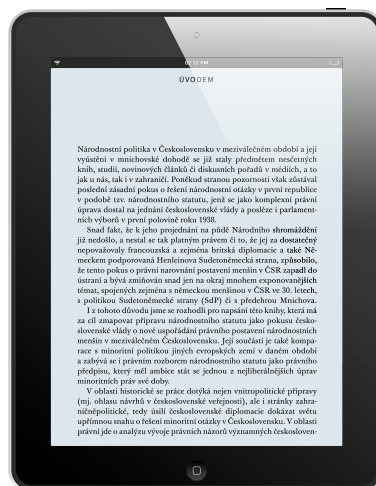 02:12 PM
ÚVODEM
Národnostní politika v Československu v meziválečném období a její
vyústění v mnichovské dohodě se již staly předmětem nesčetných
knih, studií, novinových článků či diskusních pořadů v médiích, a to
jak u nás, tak i v zahraničí. Poněkud stranou pozornosti však zůstával
poslední zásadní pokus o řešení národnostní otázky v první republice
v podobě tzv. národnostního statutu, jenž se jako komplexní právní
úprava dostal na jednání československé vlády a posléze i parlament-
ních výborů v první polovině roku 1938.
Snad fakt, že k jeho projednání na půdě Národního shromáždění
již nedošlo, a nestal se tak platným právem či to, že jej za dostatečný
nepovažovaly francouzská a zejména britská diplomacie a také Ně-
meckem podporovaná Henleinova Sudetoněmecká strana, způsobilo,
že tento pokus o právní narovnání postavení menšin v ČSR zapadl do
ústraní a bývá zmiňován snad jen na okraj mnohem exponovanějších
témat, spojených zejména s německou menšinou v ČSR ve 30. letech,
s politikou Sudetoněmecké strany (SdP) či s předehrou Mnichova.
I z tohoto důvodu jsme se rozhodli pro napsání této knihy, která má
za cíl zmapovat přípravu národnostního statutu jako pokusu česko-
slovenské vlády o nové uspořádání právního postavení národnostních
menšin v meziválečném Československu. Její součástí je také kompa-
race s minoritní politikou jiných evropských zemí v daném období
a zabývá se i právním rozborem národnostního statutu jako právního
předpisu, který měl ambice stát se jednou z nejliberálnějších úprav
minoritních práv své doby.
V oblasti historické se práce dotýká nejen vnitropolitické přípravy
(mj. ohlasu návrhů v československé veřejnosti), ale i stránky zahra-
ničněpolitické, tedy úsilí československé diplomacie dokázat světu
upřímnou snahu o řešení minoritní otázky v Československu. V oblasti
právní jde o analýzu vývoje právních názorů významných českosloven-